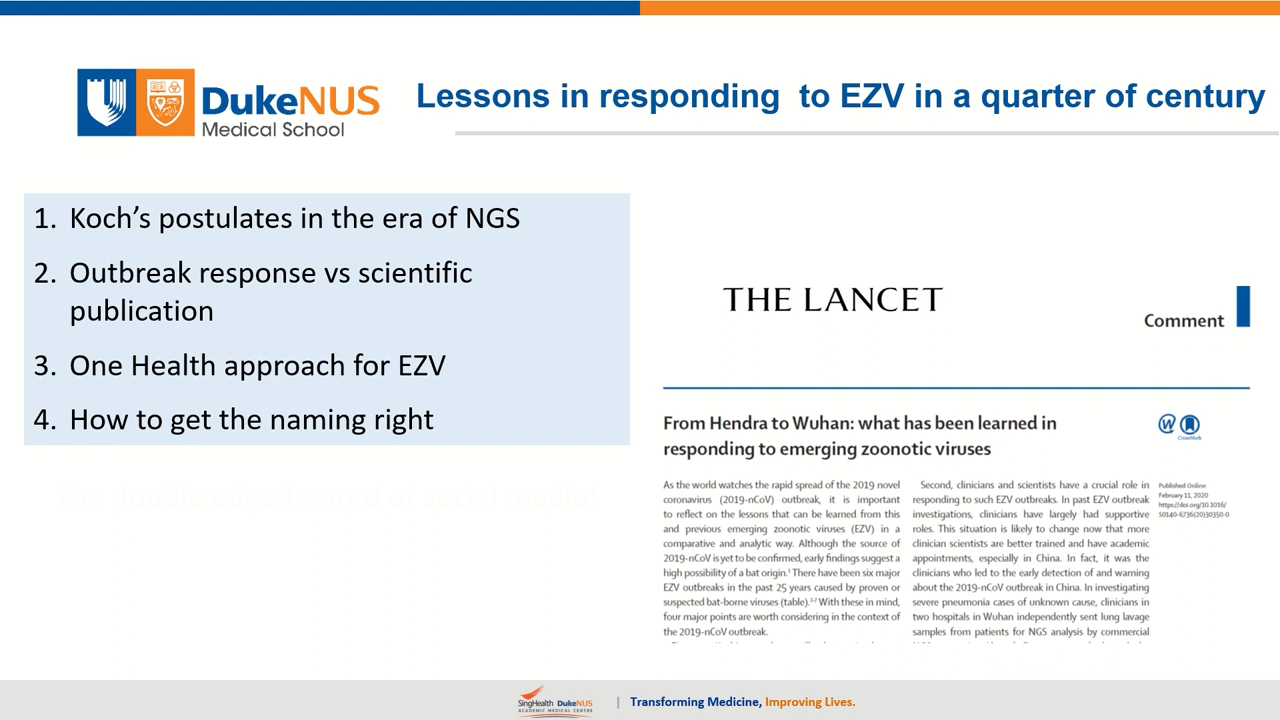 DukeNUS
Medical School
Lessons in responding to EZV in a quarter of century
1. Koch's postulates in the era of NGS
2. Outbreak response vs scientific
publication
3. One Health approach for EZV
4. How to get the naming right
The double edged sword of social media!
THE LANCET
Comment
From Hendra to Wuhan: what has been learned in
responding to emerging zoonotic viruses
CrossMark
As the world watches the rapid spread of the 2019 novel
coronavirus (2019-nCoV) outbreak, it is important
to reflect on the lessons that can be learned from this
and previous emerging zoonotic viruses (EZV) in a
comparative and analytic way. Although the source of
2019-nCoV is yet to be confirmed, early findings suggest a
high possibility of a bat origin.¹ There have been six major
EZV outbreaks in the past 25 years caused by proven or
suspected bat-borne viruses (table).²⁻⁷ With these in mind,
four major points are worth considering in the context of
the 2019-nCoV outbreak.
Second, clinicians and scientists have a crucial role in
responding to such EZV outbreaks. In past EZV outbreak
investigations, clinicians have largely had supportive
roles. This situation is likely to change now that more
clinician scientists are better trained and have academic
appointments, especially in China. In fact, it was the
clinicians who led to the early detection of and warning
about the 2019-nCoV outbreak in China. In investigating
severe pneumonia cases of unknown cause, clinicians in
two hospitals in Wuhan independently sent lung lavage
samples from patients for NGS analysis by commercial
Published Online
February 11, 2020
https://doi.org/10.1016/
S0140-6736(20)30350-0
SingHealth DukeNUS
ACADEMIC MEDICAL CENTRE
| Transforming Medicine, Improving Lives.